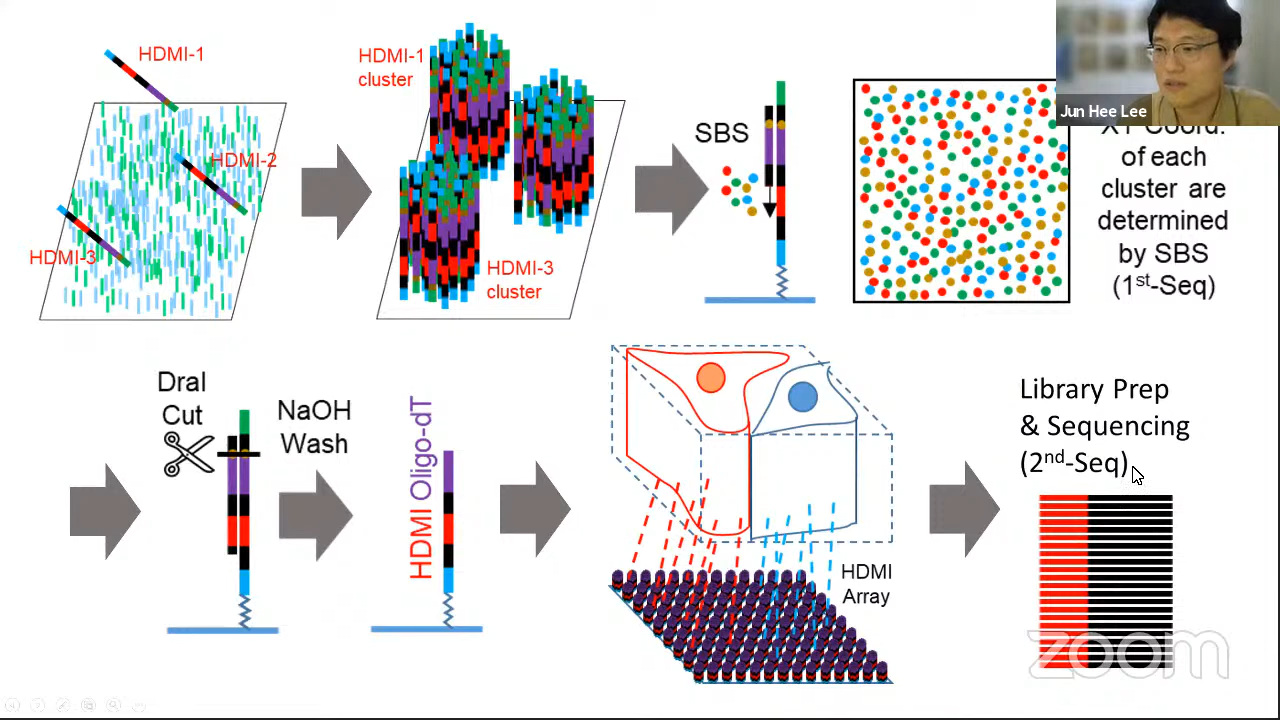 HDMI-1
HDMI-2
HDMI-3
HDMI-1
cluster
HDMI-3
cluster
SBS
Jun Hee Lee
XY Coord.
of each
cluster are
determined
by SBS
(1st-Seq)
DraI
Cut
NaOH
Wash
HDMI Oligo-dT
HDMI
Array
Library Prep
& Sequencing
(2nd-Seq)
zoom